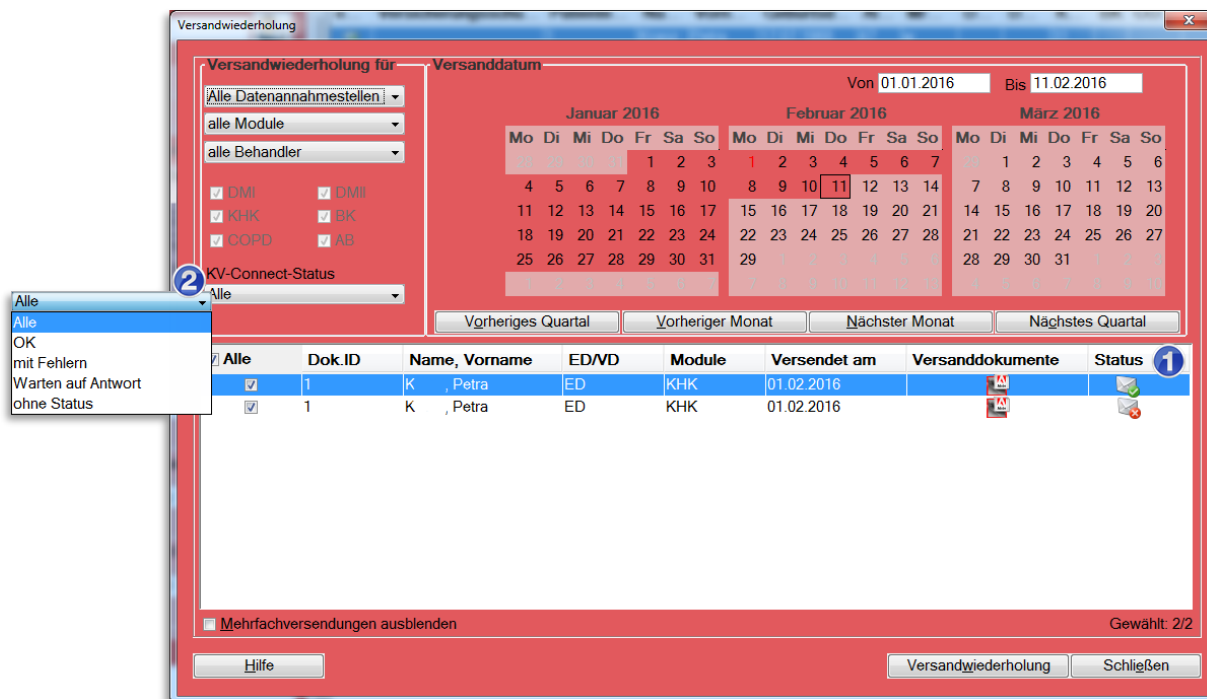 Versandwiederholung
Versandwiederholung für
Alle Datenannahmestellen
alle Module
alle Behandler
DMI DMII
KHK BK
COPD AB
KV-Connect-Status
2
Alle
Alle
Alle
OK
mit Fehlern
Warten auf Antwort
ohne Status
Versanddatum
Von 01.01.2016 Bis 11.02.2016
Januar 2016
Mo Di Mi Do Fr Sa So
1 2 3
4 5 6 7 8 9 10
11 12 13 14 15 16 17
18 19 20 21 22 23 24
25 26 27 28 29 30 31
Februar 2016
Mo Di Mi Do Fr Sa So
1 2 3 4 5 6 7
8 9 10 11 12 13 14
15 16 17 18 19 20 21
22 23 24 25 26 27 28
29
März 2016
Mo Di Mi Do Fr Sa So
1 2 3 4 5 6
7 8 9 10 11 12 13
14 15 16 17 18 19 20
21 22 23 24 25 26 27
28 29 30 31
Vorheriges Quartal Vorheriger Monat Nächster Monat Nächstes Quartal
Alle Dok.ID Name, Vorname ED/VD Module Versendet am Versanddokumente Status 1
1 K , Petra ED KHK 01.02.2016
1 K , Petra ED KHK 01.02.2016
Mehrfachversendungen ausblenden Gewählt: 2/2
Hilfe Versandwiederholung Schließen